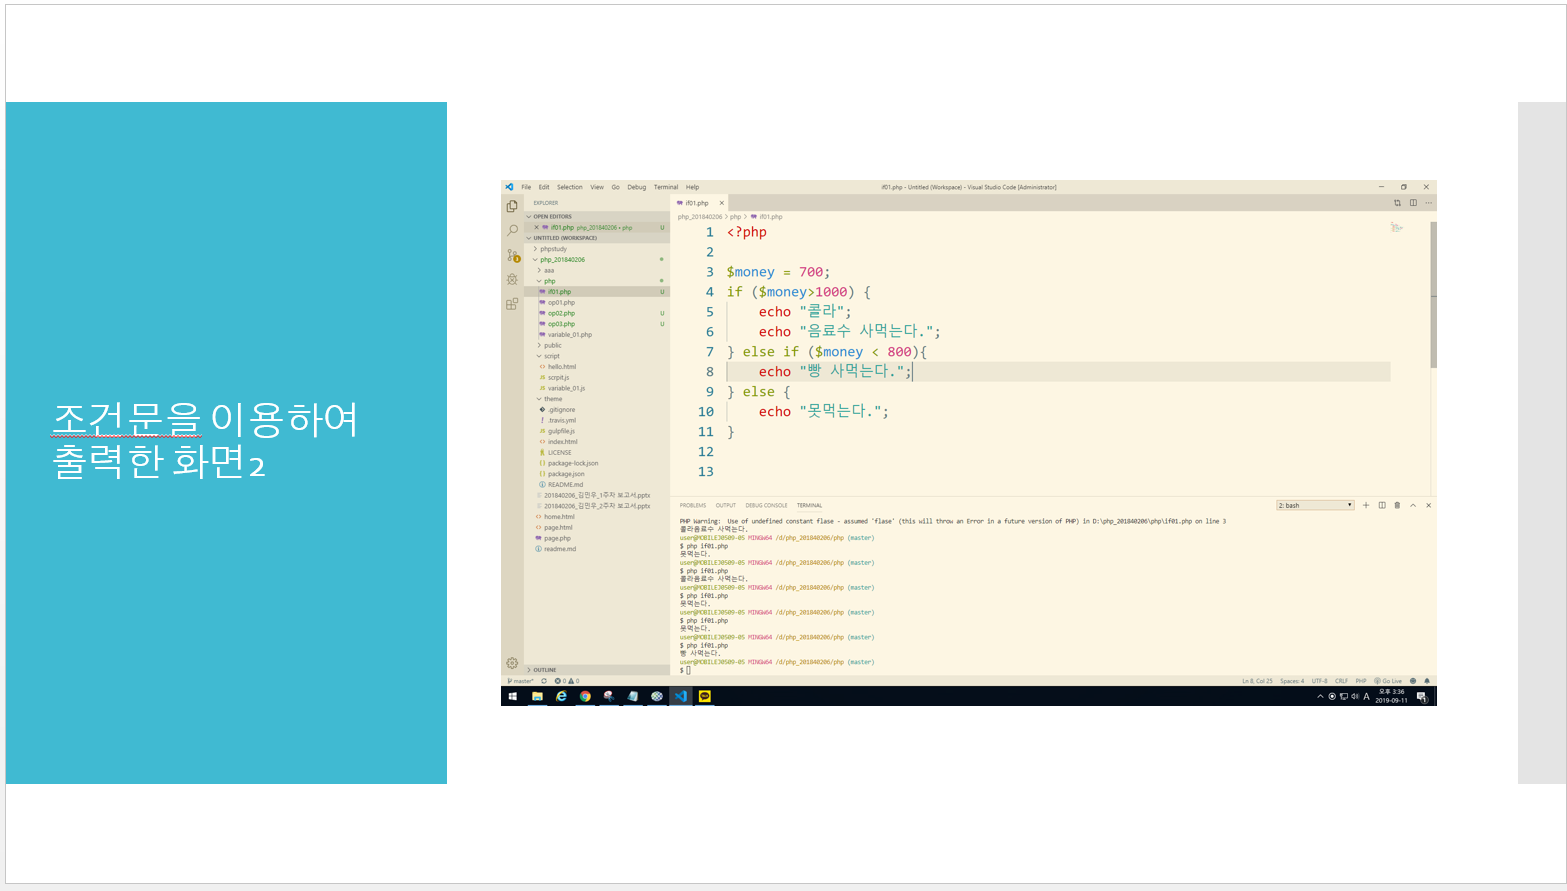 조건문을 이용하여
출력한 화면2
File Edit Selection View Go Debug Terminal Help
if01.php - Untitled (Workspace) - Visual Studio Code [Administrator]
EXPLORER
OPEN EDITORS
if01.php php_201840206 • php U
UNTITLED (WORKSPACE)
phpstudy
php_201840206
aaa
php
if01.php U
op01.php
op02.php U
op03.php U
variable_01.php
public
script
hello.html
JS scrpit.js
JS variable_01.js
theme
.gitignore
.travis.yml
JS gulpfile.js
index.html
LICENSE
package-lock.json
package.json
README.md
201840206_김민우_1주차 보고서.pptx
201840206_김민우_2주차 보고서.pptx
home.html
page.html
page.php
readme.md
OUTLINE
if01.php
php_201840206 > php > if01.php
1 <?php
2
3 $money = 700;
4 if ($money>1000) {
5 echo "콜라";
6 echo "음료수 사먹는다.";
7 } else if ($money < 800){
8 echo "빵 사먹는다.";
9 } else {
10 echo "못먹는다.";
11 }
12
13
PROBLEMS OUTPUT DEBUG CONSOLE TERMINAL
2: bash
PHP Warning: Use of undefined constant flase - assumed 'flase' (this will throw an Error in a future version of PHP) in D:\php_201840206\php\if01.php on line 3
콜라음료수 사먹는다.
user@MOBILEJ0509-05 MINGW64 /d/php_201840206/php (master)
$ php if01.php
못먹는다.
user@MOBILEJ0509-05 MINGW64 /d/php_201840206/php (master)
$ php if01.php
콜라음료수 사먹는다.
user@MOBILEJ0509-05 MINGW64 /d/php_201840206/php (master)
$ php if01.php
못먹는다.
user@MOBILEJ0509-05 MINGW64 /d/php_201840206/php (master)
$ php if01.php
못먹는다.
user@MOBILEJ0509-05 MINGW64 /d/php_201840206/php (master)
$ php if01.php
빵 사먹는다.
user@MOBILEJ0509-05 MINGW64 /d/php_201840206/php (master)
$
master* 0 0
Ln 8, Col 25 Spaces: 4 UTF-8 CRLF PHP Go Live
A
오후 3:36
2019-09-11